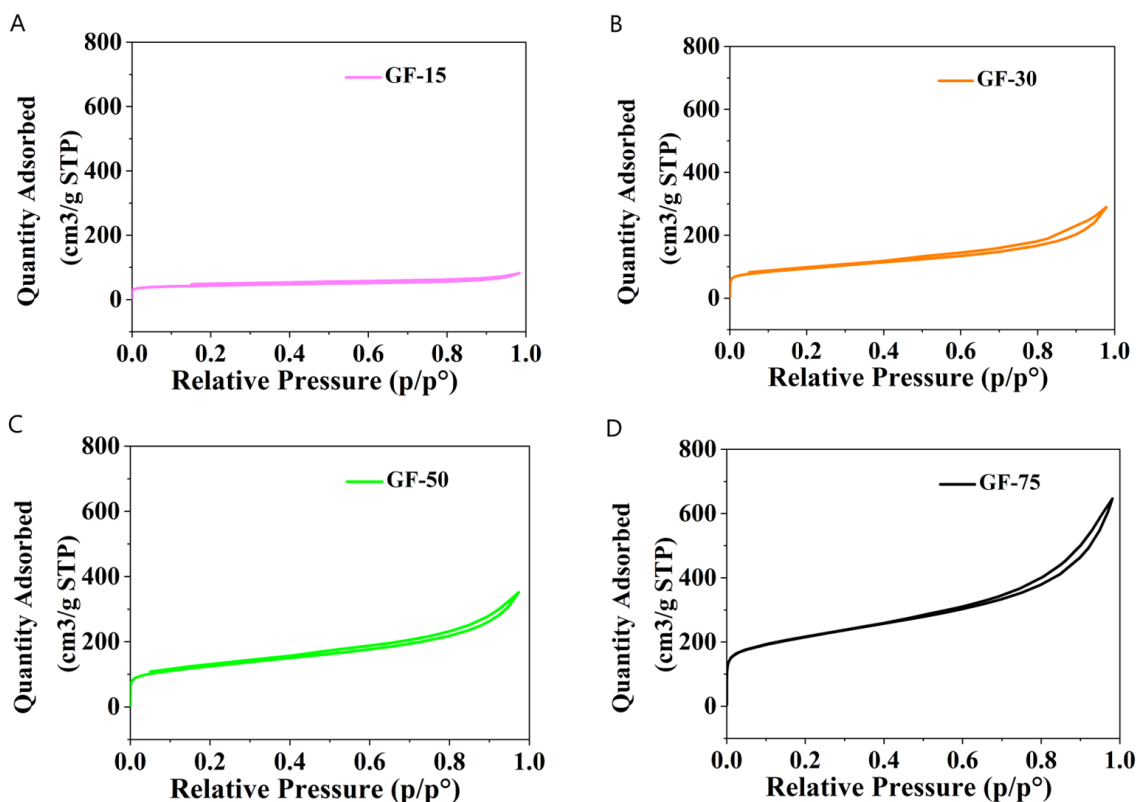 A
800
600
400
200
0
0.0 0.2 0.4 0.6 0.8 1.0
Quantity Adsorbed
(cm3/g STP)
Relative Pressure (p/p°)
GF-15
B
800
600
400
200
0
0.0 0.2 0.4 0.6 0.8 1.0
Quantity Adsorbed
(cm3/g STP)
Relative Pressure (p/p°)
GF-30
C
800
600
400
200
0
0.0 0.2 0.4 0.6 0.8 1.0
Quantity Adsorbed
(cm3/g STP)
Relative Pressure (p/p°)
GF-50
D
800
600
400
200
0
0.0 0.2 0.4 0.6 0.8 1.0
Quantity Adsorbed
(cm3/g STP)
Relative Pressure (p/p°)
GF-75